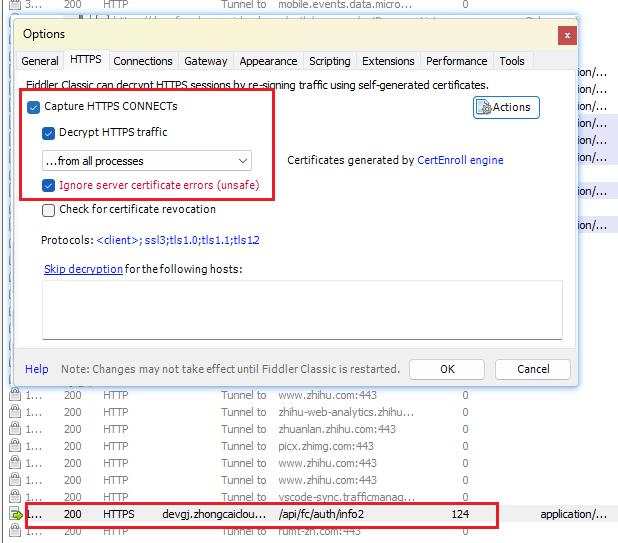 3... 200 HTTP Tunnel to mobile.events.data.micro... 0
Options
x
General HTTPS Connections Gateway Appearance Scripting Extensions Performance Tools
Fiddler Classic can decrypt HTTPS sessions by re-signing traffic using self-generated certificates.
Capture HTTPS CONNECTs
Actions
Decrypt HTTPS traffic
...from all processes
Certificates generated by CertEnroll engine
Ignore server certificate errors (unsafe)
Check for certificate revocation
Protocols: <client>; ssl3;tls1.0;tls1.1;tls1.2
Skip decryption for the following hosts:
Help Note: Changes may not take effect until Fiddler Classic is restarted. OK Cancel
ion/...
ion/...
ion/...
ion/...
ion/...
ion/...
ion/...
ion/...
1... 200 HTTP Tunnel to www.zhihu.com:443 0
1... 200 HTTP Tunnel to zhihu-web-analytics.zhihu... 0
1... 200 HTTP Tunnel to zhuanlan.zhihu.com:443 0
1... 200 HTTP Tunnel to picx.zhimg.com:443 0
1... 200 HTTP Tunnel to www.zhihu.com:443 0
1... 200 HTTP Tunnel to www.zhihu.com:443 0
1... 200 HTTP Tunnel to vscode-sync.trafficmanag... 0
1... 200 HTTPS devgj.zhongcaiclou... /api/fc/auth/info2 124 application/...
1... 200 HTTP Tunnel to rumt-zh.com:443 0